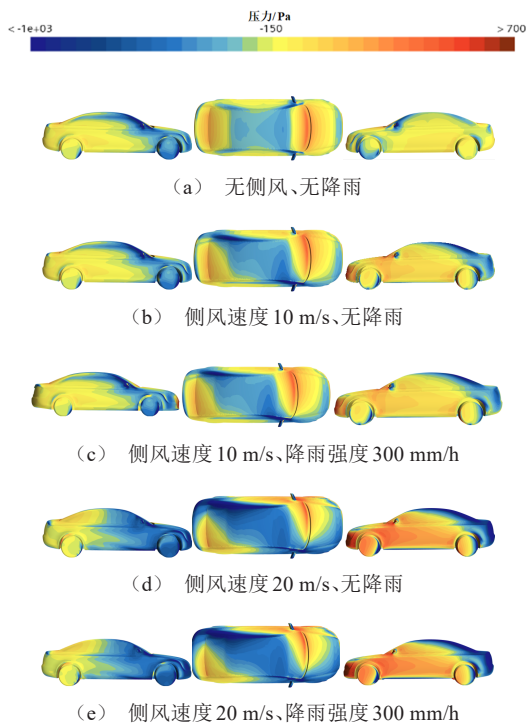 压力/Pa
< -1e+03
-150
> 700
（a） 无侧风、无降雨
（b） 侧风速度 10 m/s、无降雨
（c） 侧风速度 10 m/s、降雨强度 300 mm/h
（d） 侧风速度 20 m/s、无降雨
（e） 侧风速度 20 m/s、降雨强度 300 mm/h